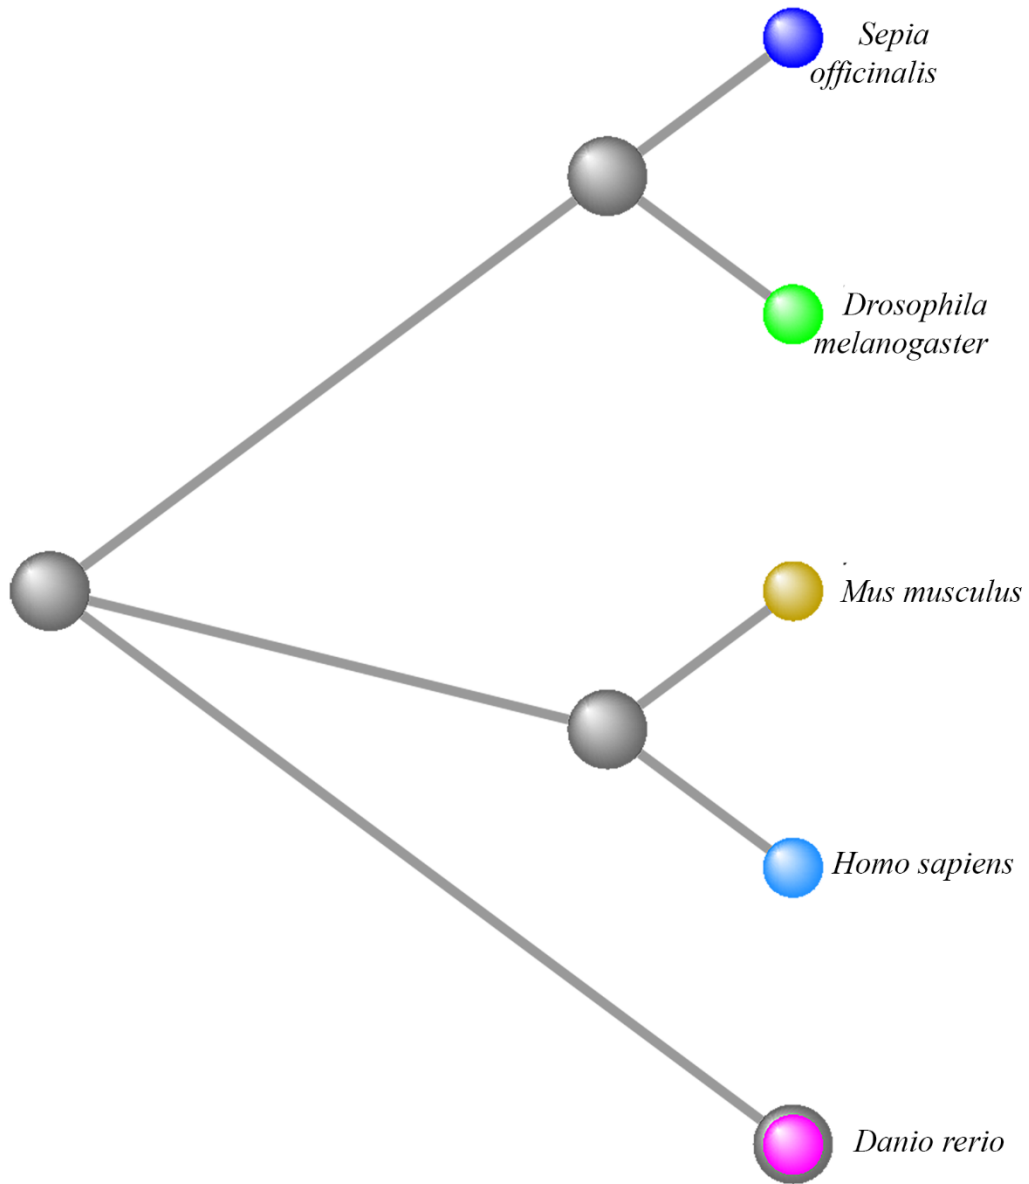 Sepia
officinalis
Drosophila
melanogaster
Mus musculus
Homo sapiens
Danio rerio